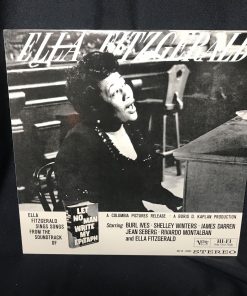 ELLA FITZGERALD
ELLA
FITZGERALD
SINGS SONGS
FROM THE
SOUNDTRACK
OF
LET
NO MAN
WRITE
MY
EPITAPH
A COLUMBIA PICTURES RELEASE · A BORIS D. KAPLAN PRODUCTION
Starring BURL IVES · SHELLEY WINTERS · JAMES DARREN
JEAN SEBERG · RICARDO MONTALBAN
and ELLA FITZGERALD
Verve
HI-FI
STEREO